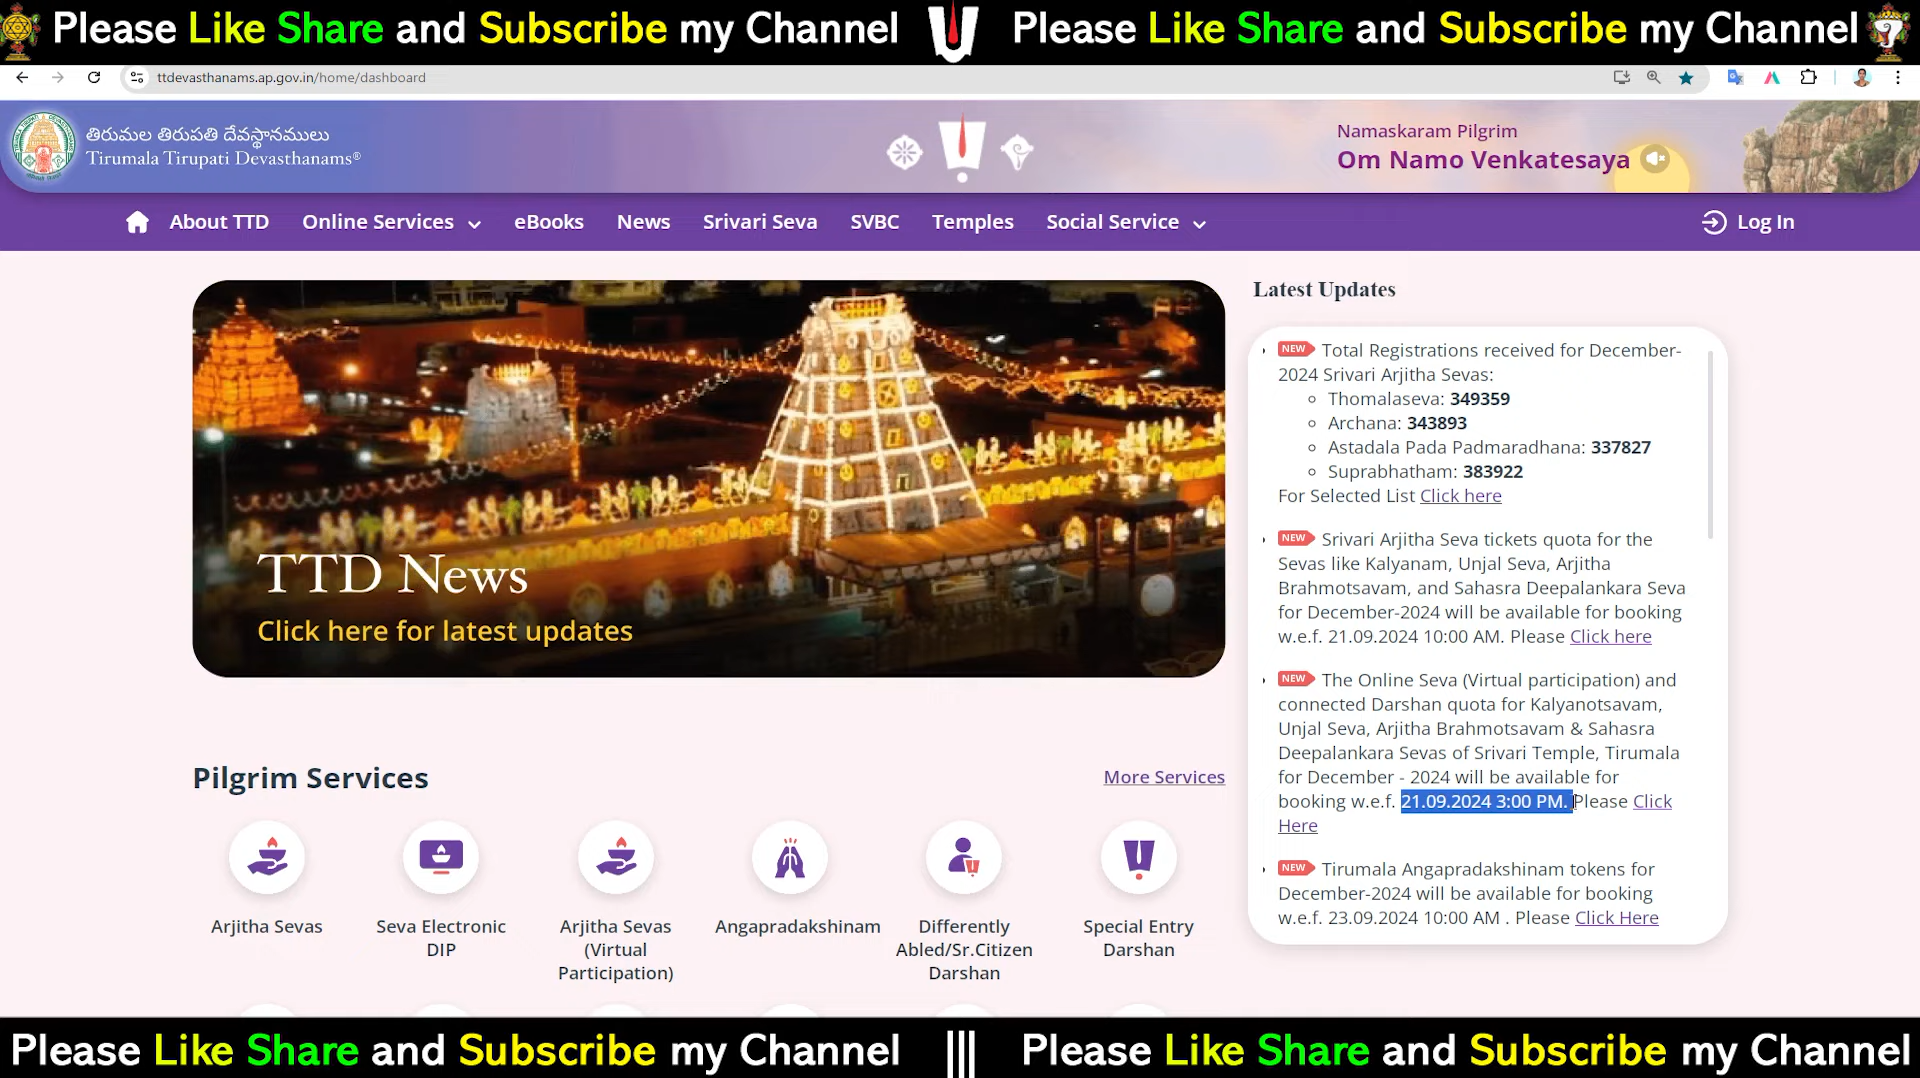 Please Like Share and Subscribe my Channel Please Like Share and Subscribe my Channel
ttdevasthanams.ap.gov.in/home/dashboard
తిరుమల తిరుపతి దేవస్థానములు
Tirumala Tirupati Devasthanams®
Namaskaram Pilgrim
Om Namo Venkatesaya
About TTD Online Services eBooks News Srivari Seva SVBC Temples Social Service Log In
TTD News
Click here for latest updates
Latest Updates
NEW Total Registrations received for December-
2024 Srivari Arjitha Sevas:
Thomalaseva: 349359
Archana: 343893
Astadala Pada Padmaradhana: 337827
Suprabhatham: 383922
For Selected List Click here
NEW Srivari Arjitha Seva tickets quota for the
Sevas like Kalyanam, Unjal Seva, Arjitha
Brahmotsavam, and Sahasra Deepalankara Seva
for December-2024 will be available for booking
w.e.f. 21.09.2024 10:00 AM. Please Click here
NEW The Online Seva (Virtual participation) and
connected Darshan quota for Kalyanotsavam,
Unjal Seva, Arjitha Brahmotsavam & Sahasra
Deepalankara Sevas of Srivari Temple, Tirumala
for December - 2024 will be available for
booking w.e.f. 21.09.2024 3:00 PM. Please Click
Here
NEW Tirumala Angapradakshinam tokens for
December-2024 will be available for booking
w.e.f. 23.09.2024 10:00 AM . Please Click Here
Pilgrim Services
More Services
Arjitha Sevas
Seva Electronic
DIP
Arjitha Sevas
(Virtual
Participation)
Angapradakshinam
Differently
Abled/Sr.Citizen
Darshan
Special Entry
Darshan
Please Like Share and Subscribe my Channel ||| Please Like Share and Subscribe my Channel